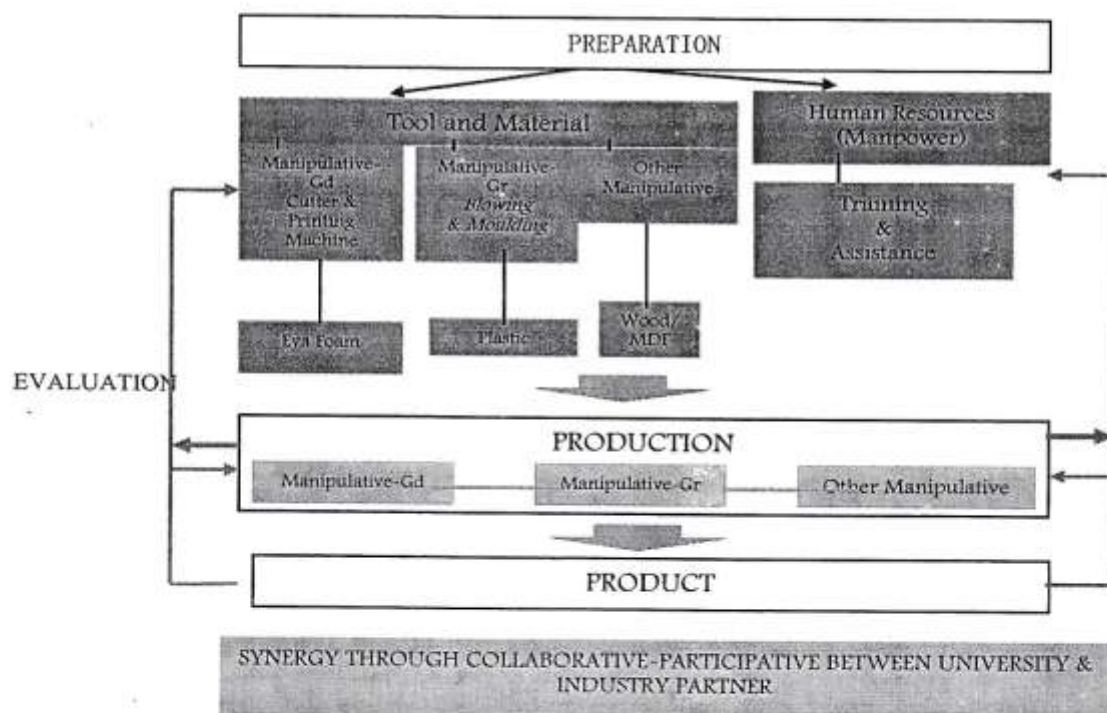 PREPARATION
Tool and Material
Human Resources
(Manpower)
Manipulative-
Gd
Cutter &
Printing
Machine
Manipulative-
Gr
Blowing
& Moulding
Other
Manipulative
Training
&
Assistance
Eva Foam
Plastic
Wood/
MDF
EVALUATION
PRODUCTION
Manipulative-Gd
Manipulative-Gr
Other Manipulative
PRODUCT
SYNERGY THROUGH COLLABORATIVE-PARTICIPATIVE BETWEEN UNIVERSITY &
INDUSTRY PARTNER